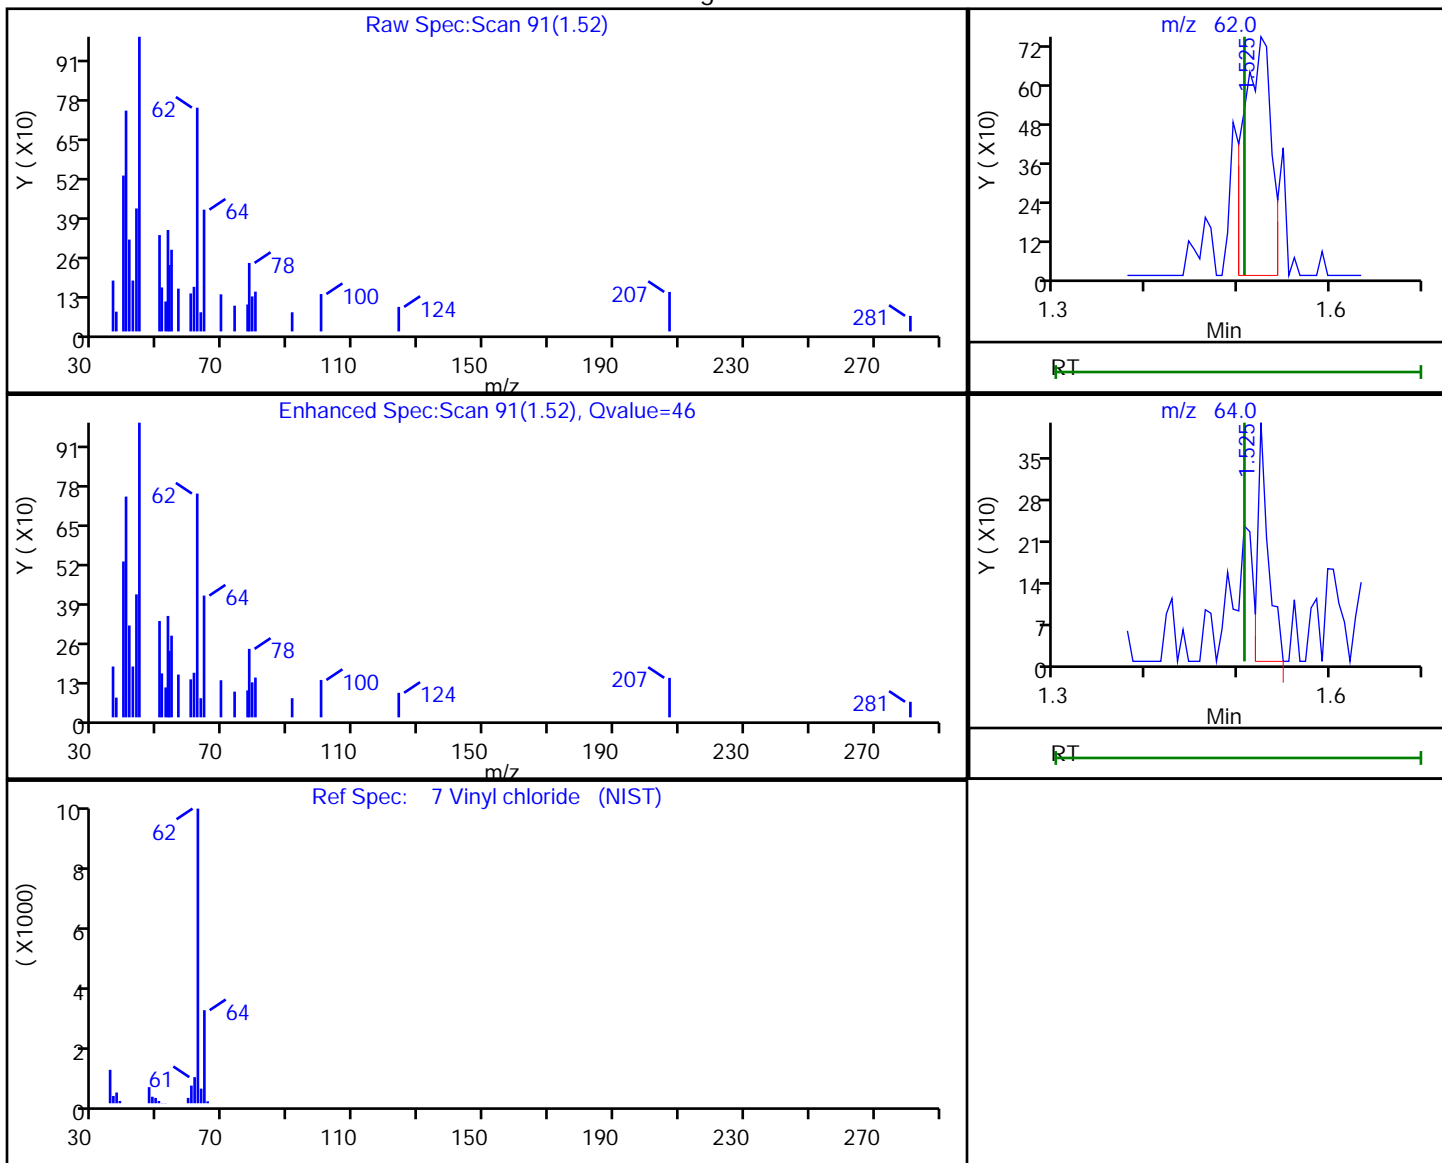 Raw Spec:Scan 91(1.52)
91
78
65
52
39
26
13
0
Y ( X10)
62
64
78
100
124
207
281
30 70 110 150 190 230 270
m/z
m/z 62.0
72
60
48
36
24
12
0
Y ( X10)
1.525
1.3 1.6
Min
RT
Enhanced Spec:Scan 91(1.52), Qvalue=46
91
78
65
52
39
26
13
0
Y ( X10)
62
64
78
100
124
207
281
30 70 110 150 190 230 270
m/z
m/z 64.0
35
28
21
14
7
0
Y ( X10)
1.525
1.3 1.6
Min
RT
Ref Spec: 7 Vinyl chloride (NIST)
10
8
6
4
2
0
( X1000)
62
64
61
30 70 110 150 190 230 270